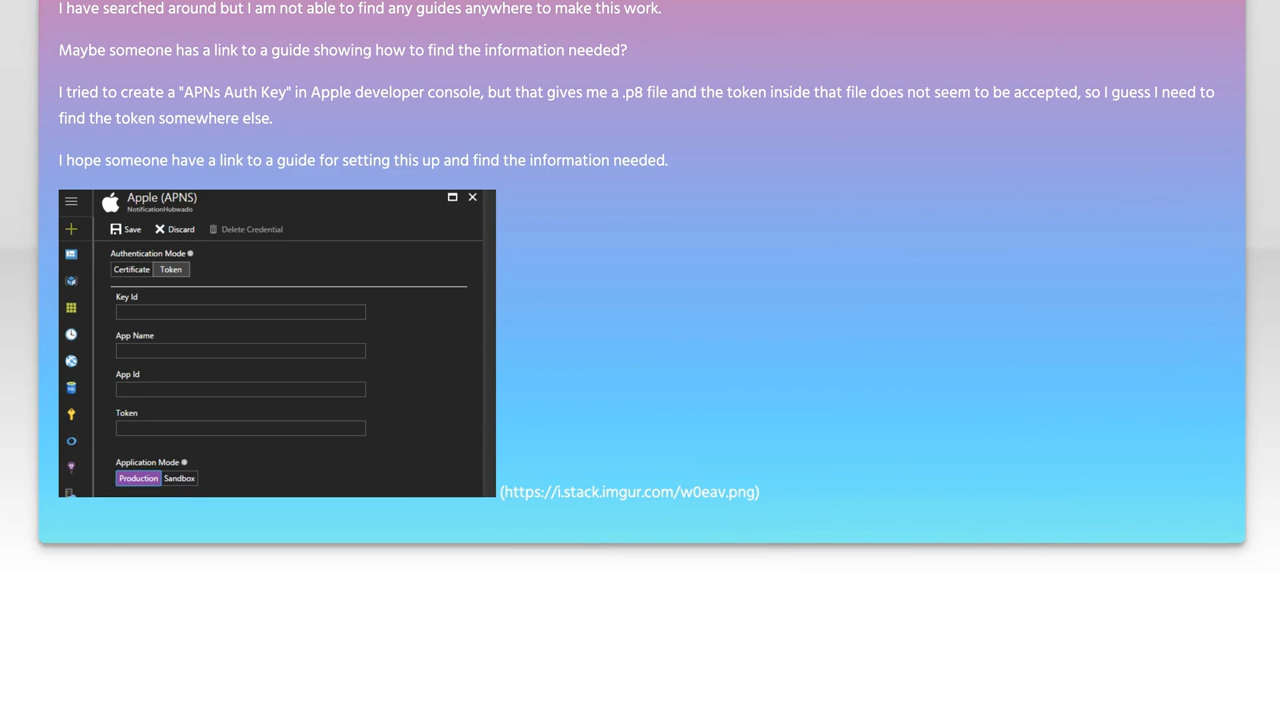 I have searched around but I am not able to find any guides anywhere to make this work.
Maybe someone has a link to a guide showing how to find the information needed?
I tried to create a "APNs Auth Key" in Apple developer console, but that gives me a .p8 file and the token inside that file does not seem to be accepted, so I guess I need to
find the token somewhere else.
I hope someone have a link to a guide for setting this up and find the information needed.
Apple (APNS)
NotificationHubwado
Save Discard Delete Credential
Authentication Mode
Certificate Token
Key Id
App Name
App Id
Token
Application Mode
Production Sandbox
(https://i.stack.imgur.com/w0eav.png)